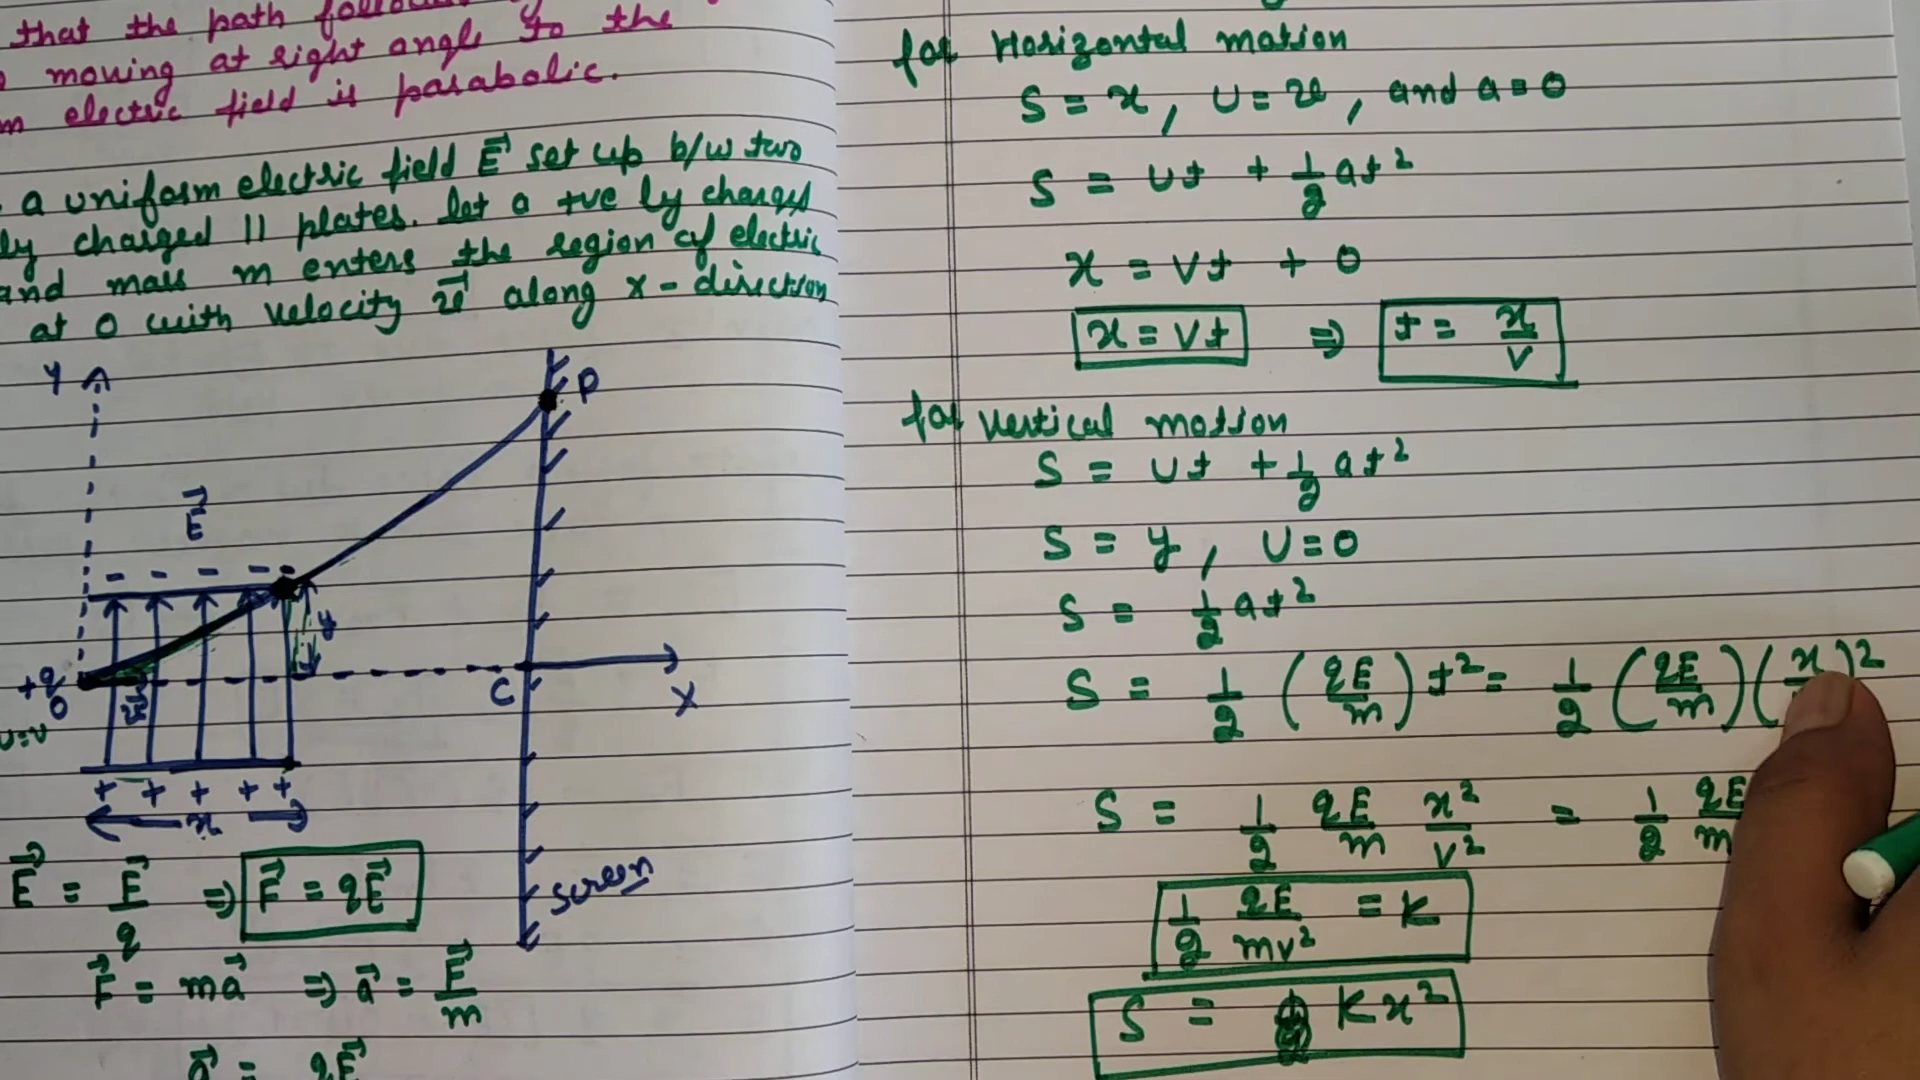 that the path
moving at right angle to the
electric field is parabolic.
a uniform electric field E⃗ set up b/w two
ly charged || plates. let a +ve ly charged
and mass m enters the region of electric
at O with velocity v⃗ along x-direction
Y
P
E⃗
- - - -
y
+q
O
v⃗
C
X
U=V
+ + + + +
x
screen
E⃗ = F⃗/q ⇒ F⃗ = qE⃗
F⃗ = ma⃗ ⇒ a⃗ = F⃗/m
a⃗ = qE⃗
for Horizontal motion
S = x, U = v, and a = 0
S = ut + 1/2 at²
x = Vt + 0
x = Vt ⇒ t = x/V
for vertical motion
S = Ut + 1/2 at²
S = y, U = 0
S = 1/2 at²
S = 1/2 (qE/m) t² = 1/2 (qE/m)(x/ )²
S = 1/2 qE/m x²/V² = 1/2 qE/m
1/2 qE/mv² = K
S = Kx²